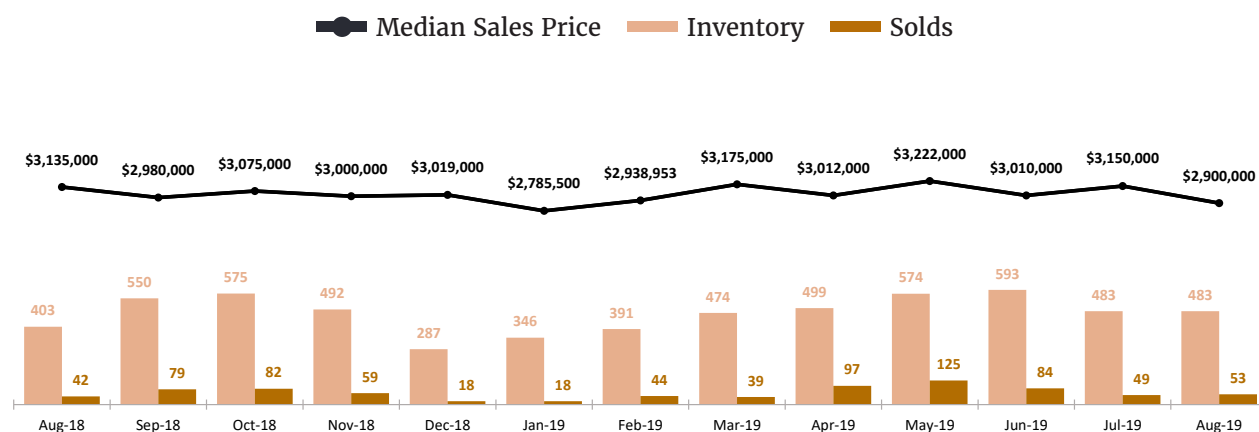 Median Sales Price Inventory Solds
$3,135,000 $2,980,000 $3,075,000 $3,000,000 $3,019,000 $2,785,500 $2,938,953 $3,175,000 $3,012,000 $3,222,000 $3,010,000 $3,150,000 $2,900,000
403 550 575 492 287 346 391 474 499 574 593 483 483
42 79 82 59 18 18 44 39 97 125 84 49 53
Aug-18 Sep-18 Oct-18 Nov-18 Dec-18 Jan-19 Feb-19 Mar-19 Apr-19 May-19 Jun-19 Jul-19 Aug-19